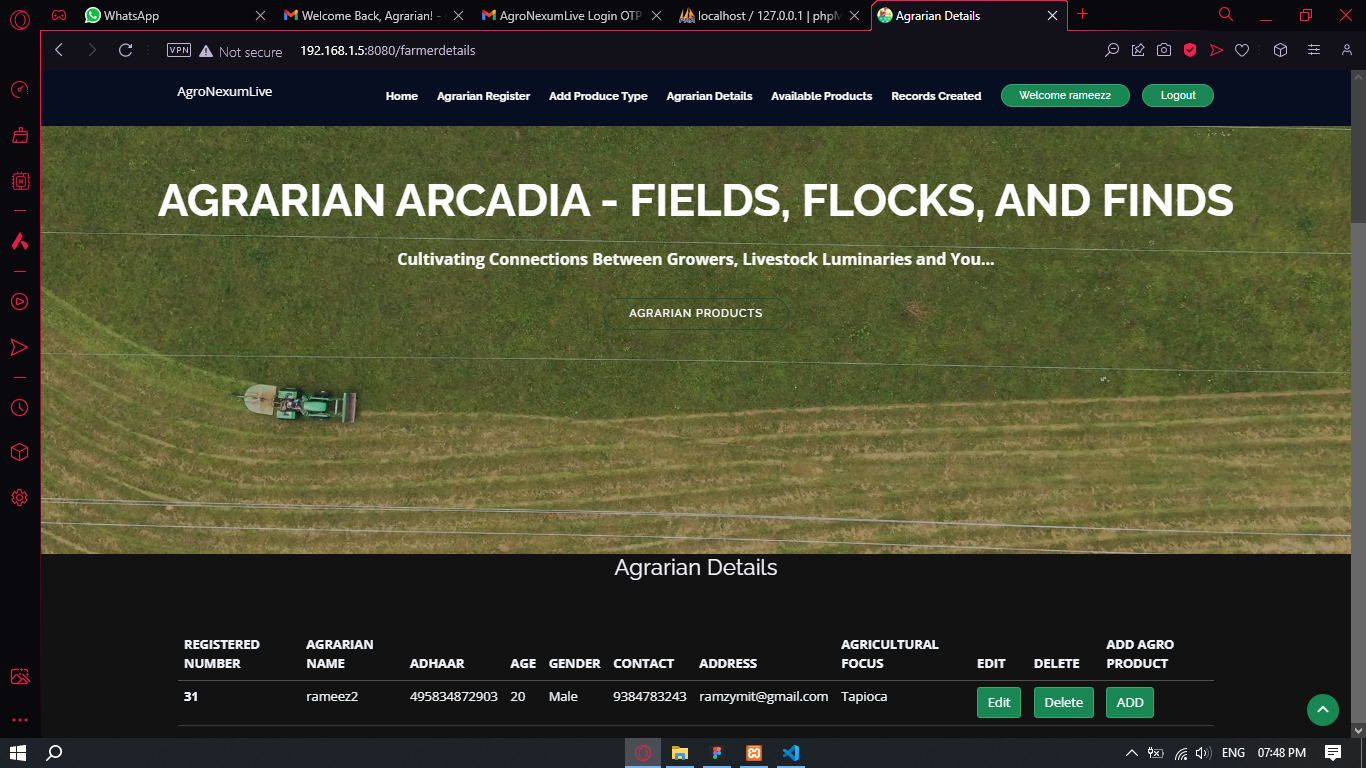 WhatsApp
Welcome Back, Agrarian! -
AgroNexumLive Login OTP
localhost / 127.0.0.1 | phpM
Agrarian Details
VPN Not secure 192.168.1.5:8080/farmerdetails
AgroNexumLive
Home Agrarian Register Add Produce Type Agrarian Details Available Products Records Created Welcome rameez2 Logout
AGRARIAN ARCADIA - FIELDS, FLOCKS, AND FINDS
Cultivating Connections Between Growers, Livestock Luminaries and You...
AGRARIAN PRODUCTS
Agrarian Details
REGISTERED AGRARIAN AGRICULTURAL ADD AGRO
NUMBER NAME ADHAAR AGE GENDER CONTACT ADDRESS FOCUS EDIT DELETE PRODUCT
31 rameez2 495834872903 20 Male 9384783243 ramzymit@gmail.com Tapioca Edit Delete ADD
ENG 07:48 PM